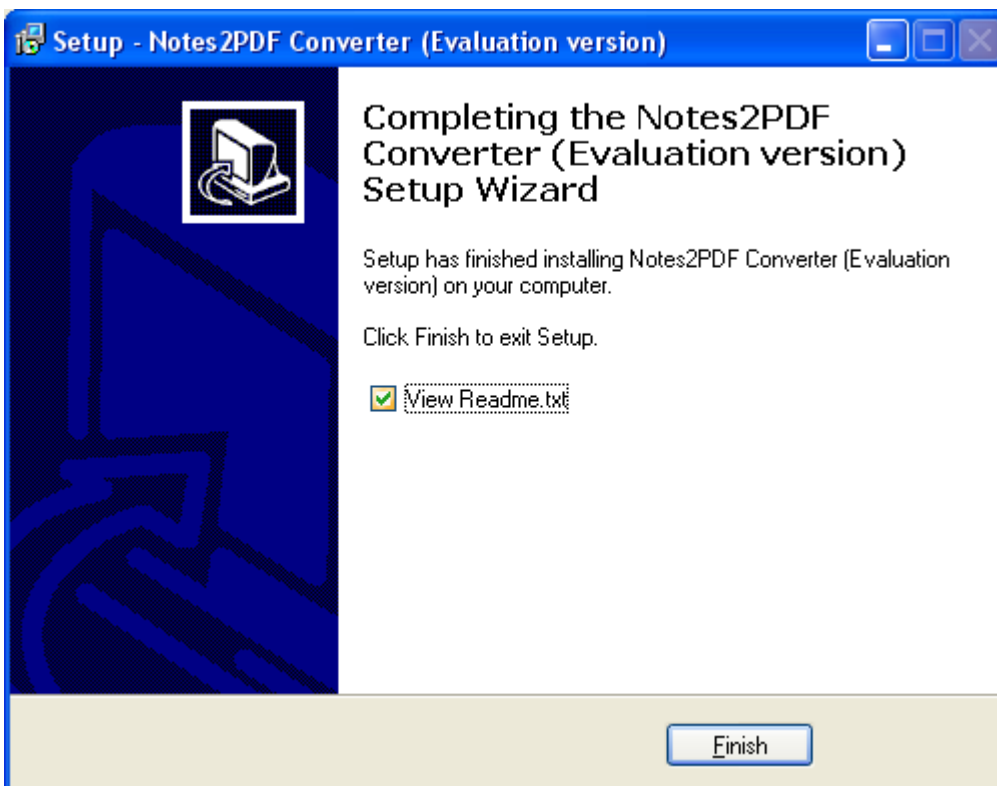 Setup - Notes2PDF Converter (Evaluation version)
Completing the Notes2PDF
Converter (Evaluation version)
Setup Wizard
Setup has finished installing Notes2PDF Converter (Evaluation
version) on your computer.
Click Finish to exit Setup.
View Readme.txt
Finish